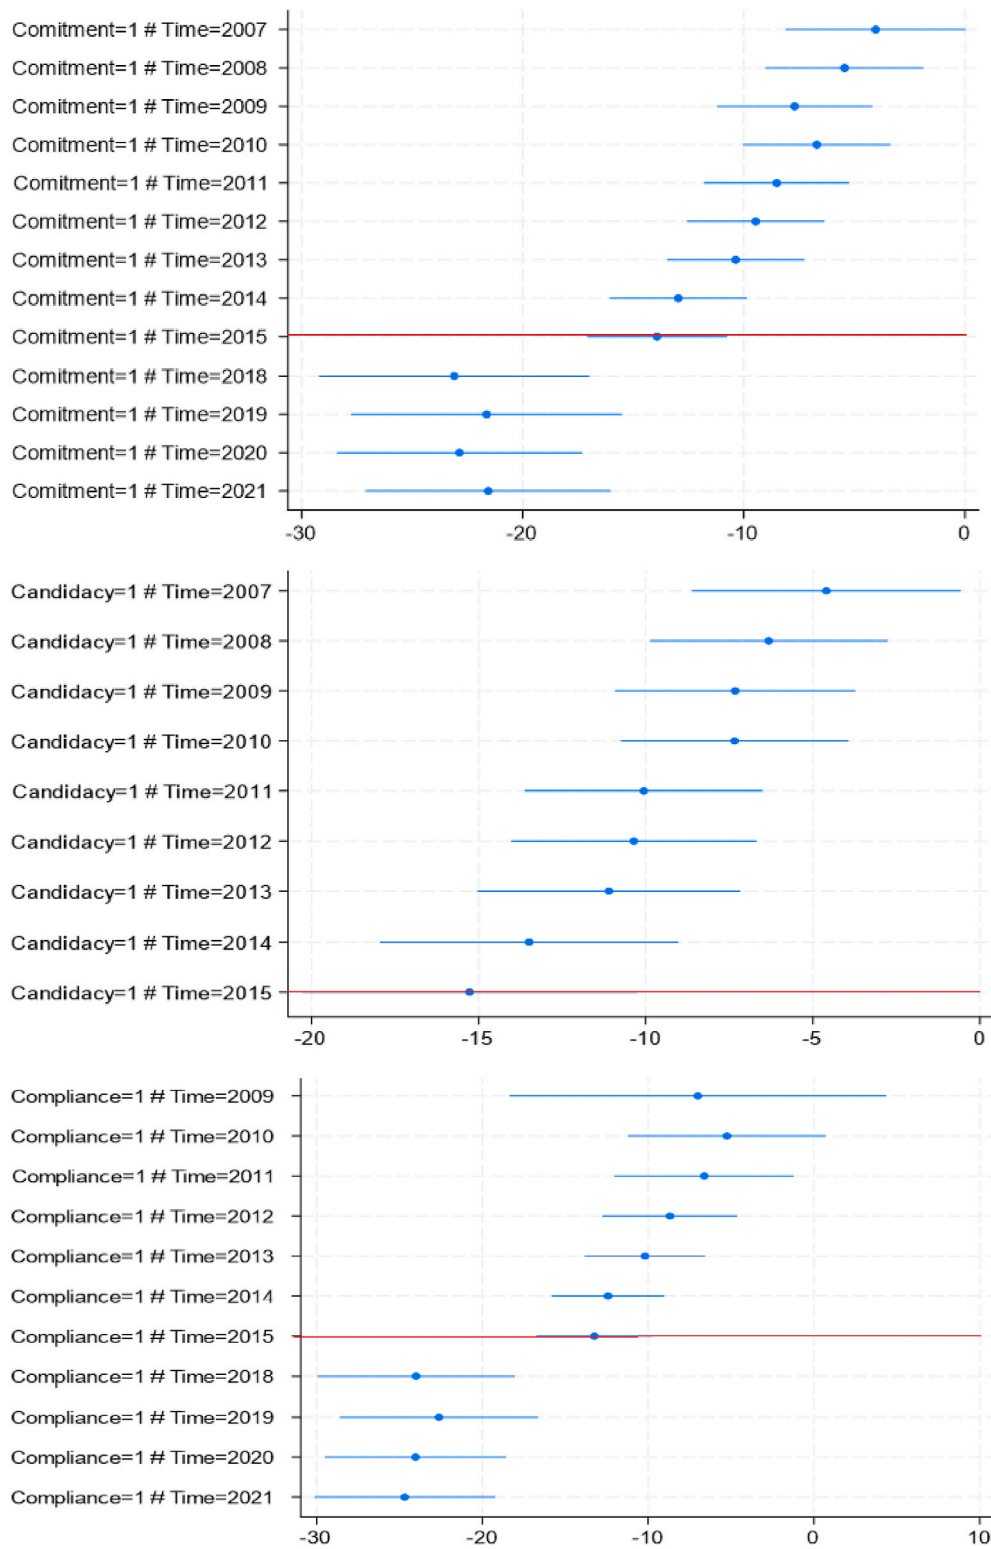 Comitment=1 # Time=2007
Comitment=1 # Time=2008
Comitment=1 # Time=2009
Comitment=1 # Time=2010
Comitment=1 # Time=2011
Comitment=1 # Time=2012
Comitment=1 # Time=2013
Comitment=1 # Time=2014
Comitment=1 # Time=2015
Comitment=1 # Time=2018
Comitment=1 # Time=2019
Comitment=1 # Time=2020
Comitment=1 # Time=2021
-30 -20 -10 0
Candidacy=1 # Time=2007
Candidacy=1 # Time=2008
Candidacy=1 # Time=2009
Candidacy=1 # Time=2010
Candidacy=1 # Time=2011
Candidacy=1 # Time=2012
Candidacy=1 # Time=2013
Candidacy=1 # Time=2014
Candidacy=1 # Time=2015
-20 -15 -10 -5 0
Compliance=1 # Time=2009
Compliance=1 # Time=2010
Compliance=1 # Time=2011
Compliance=1 # Time=2012
Compliance=1 # Time=2013
Compliance=1 # Time=2014
Compliance=1 # Time=2015
Compliance=1 # Time=2018
Compliance=1 # Time=2019
Compliance=1 # Time=2020
Compliance=1 # Time=2021
-30 -20 -10 0 10